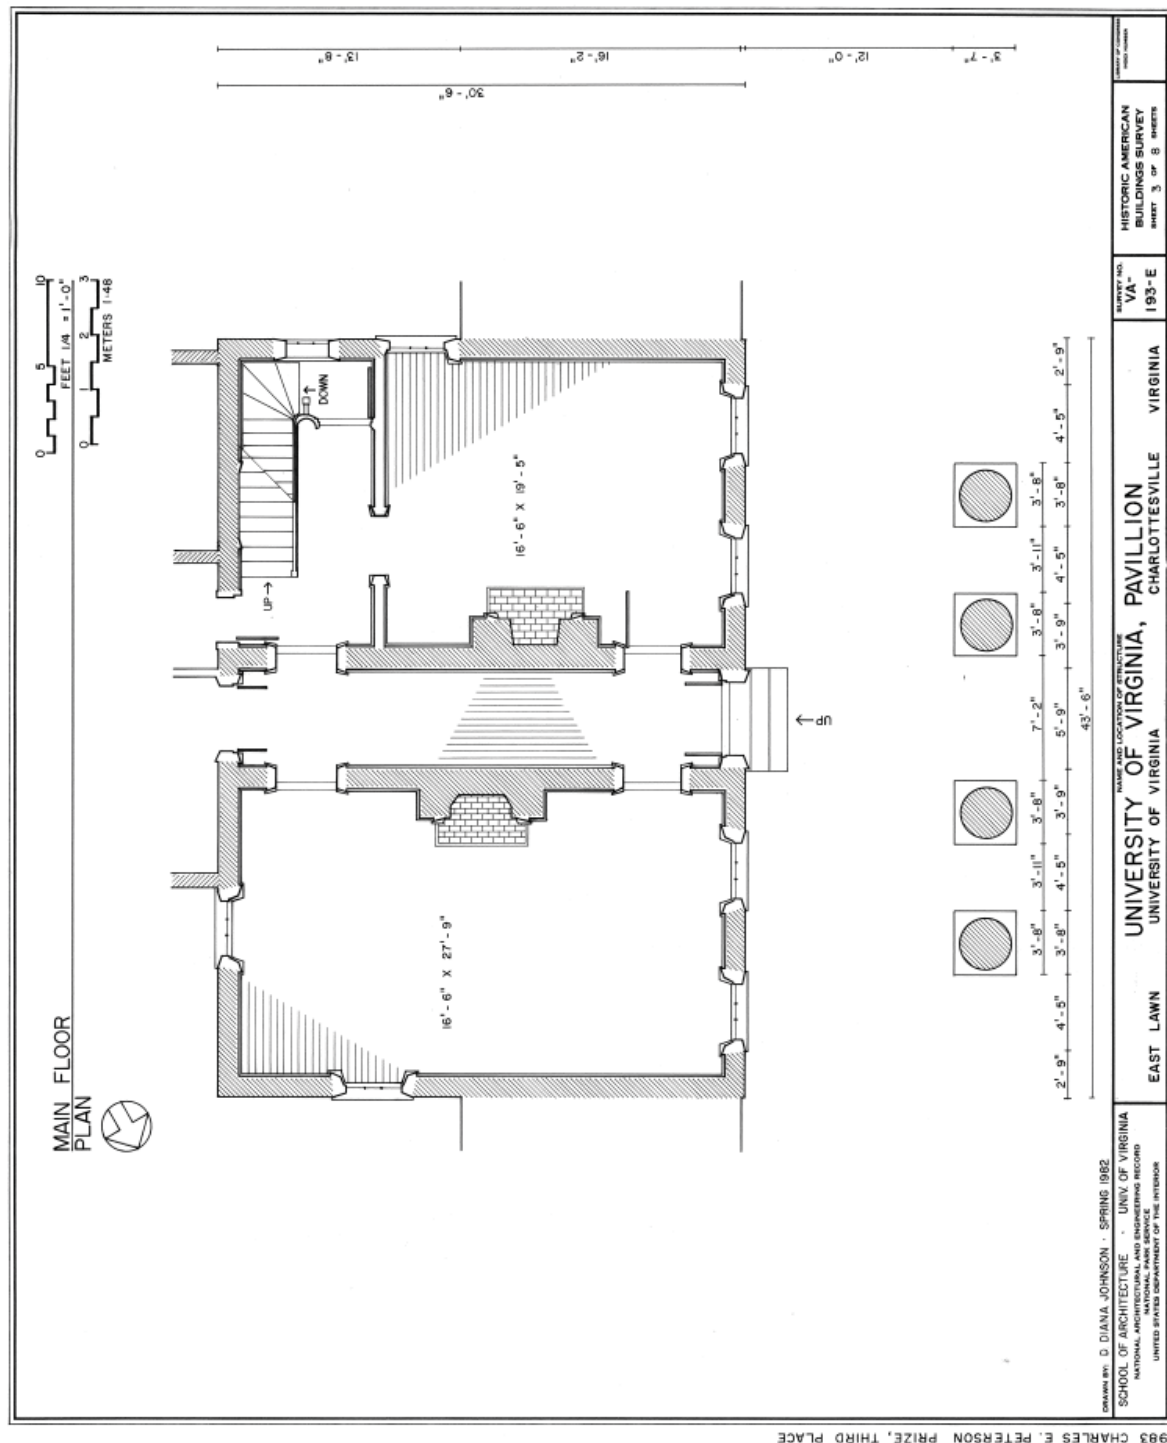 MAIN FLOOR
PLAN
0 5 10
FEET 1/4 = 1'-0"
0 1 2 3
METERS 1:48
13'-8" 16'-2" 12'-0" 3'-7"
30'-6"
UP
DOWN
16'-6" X 19'-5"
16'-6" X 27'-9"
UP
3'-8" 3'-11" 3'-8" 7'-2" 3'-8" 3'-11" 3'-8"
2'-9" 4'-5" 3'-8" 4'-5" 3'-9" 5'-9" 3'-9" 4'-5" 3'-8" 4'-5" 2'-9"
43'-6"
DRAWN BY: D. DIANA JOHNSON · SPRING 1982
SCHOOL OF ARCHITECTURE · UNIV. OF VIRGINIA
NATIONAL ARCHITECTURAL AND ENGINEERING RECORD
NATIONAL PARK SERVICE
UNITED STATES DEPARTMENT OF THE INTERIOR
NAME AND LOCATION OF STRUCTURE
UNIVERSITY OF VIRGINIA, PAVILLION
EAST LAWN UNIVERSITY OF VIRGINIA CHARLOTTESVILLE VIRGINIA
SURVEY NO.
VA-
193-E
HISTORIC AMERICAN
BUILDINGS SURVEY
SHEET 3 OF 8 SHEETS
LIBRARY OF CONGRESS
INDEX NUMBER
983 CHARLES E. PETERSON PRIZE, THIRD PLACE